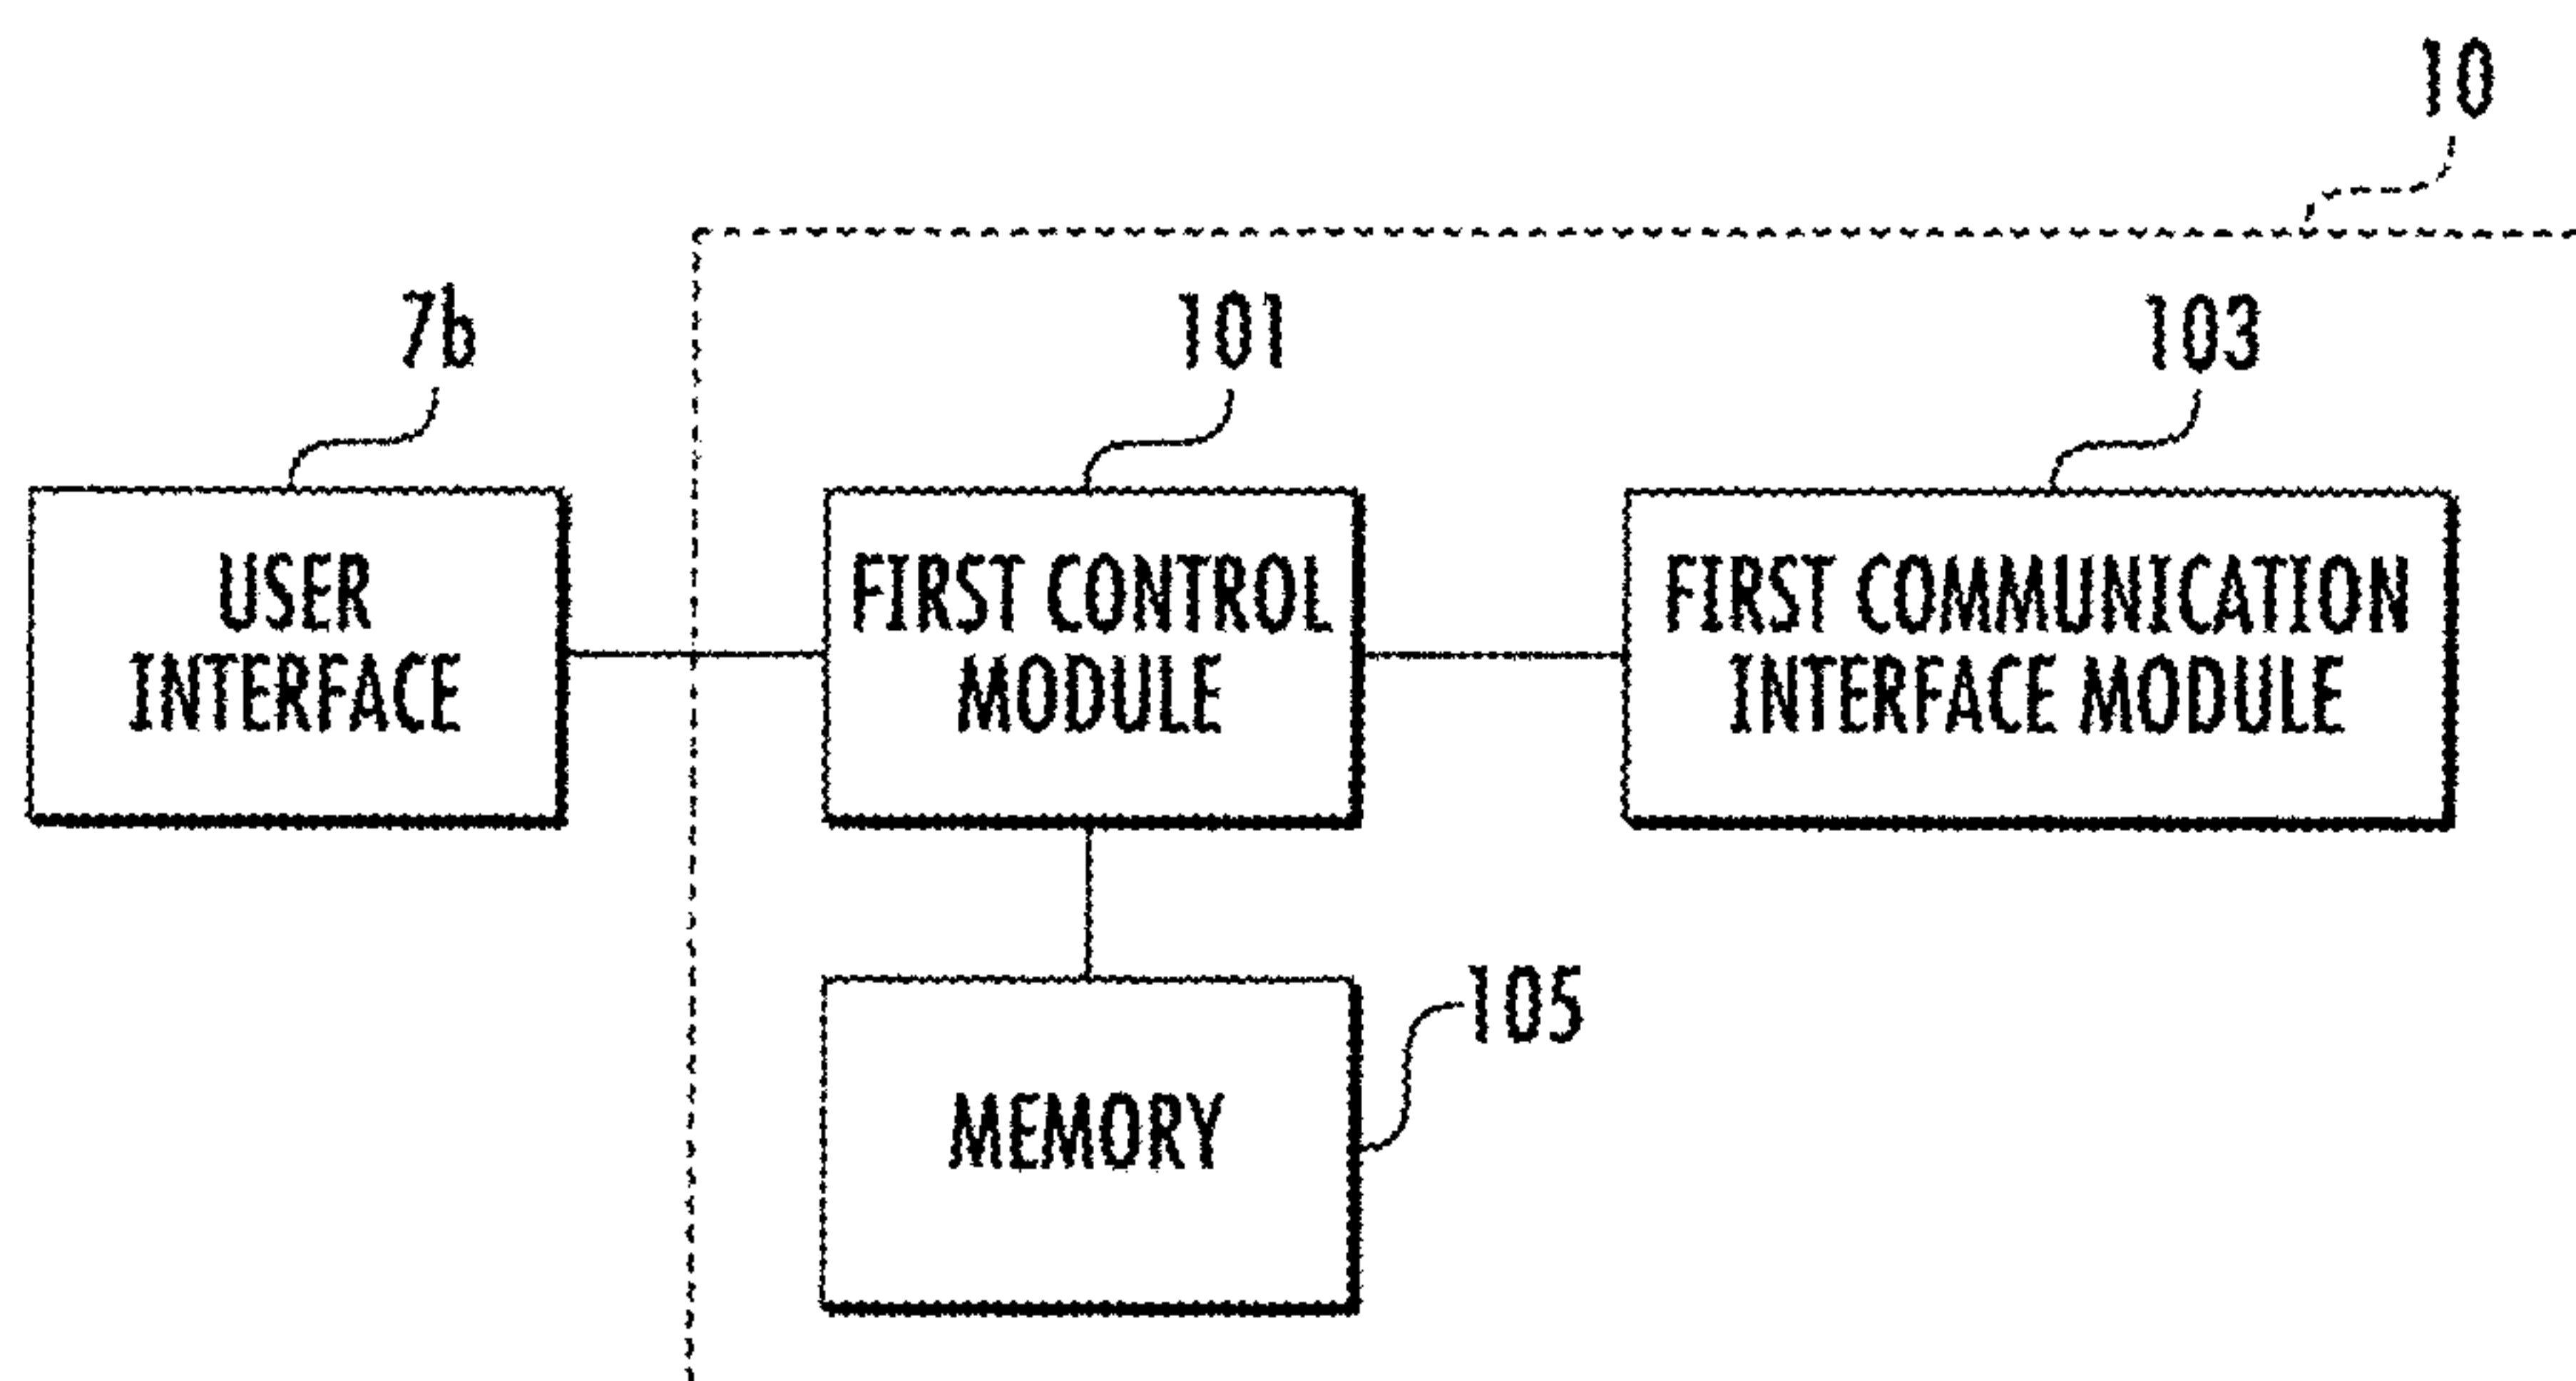 10
7b
101
103
USER
INTERFACE
FIRST CONTROL
MODULE
FIRST COMMUNICATION
INTERFACE MODULE
105
MEMORY